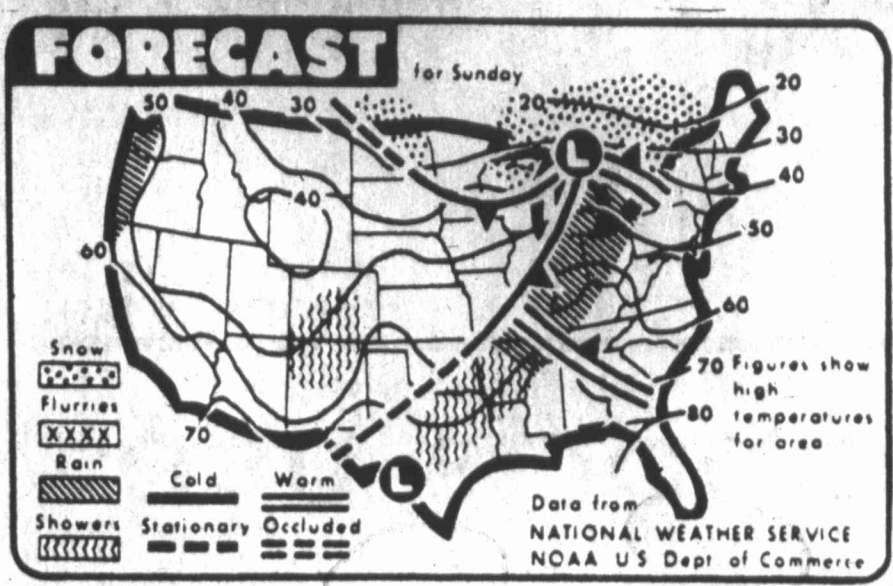 FORECAST
for Sunday
50 40 30 20 20
30
40 40
50
60
60
70
80
70
L
L
Figures show
high
temperatures
for area
Snow
Flurries
Rain
Showers
Cold Warm
Stationary Occluded
Data from
NATIONAL WEATHER SERVICE
NOAA U S Dept of Commerce